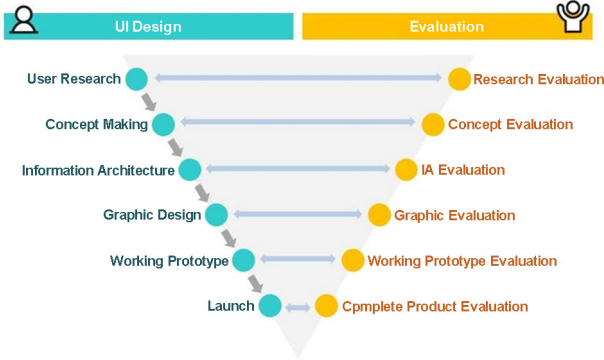 UI Design
Evaluation
User Research
Research Evaluation
Concept Making
Concept Evaluation
Information Architecture
IA Evaluation
Graphic Design
Graphic Evaluation
Working Prototype
Working Prototype Evaluation
Launch
Cpmplete Product Evaluation